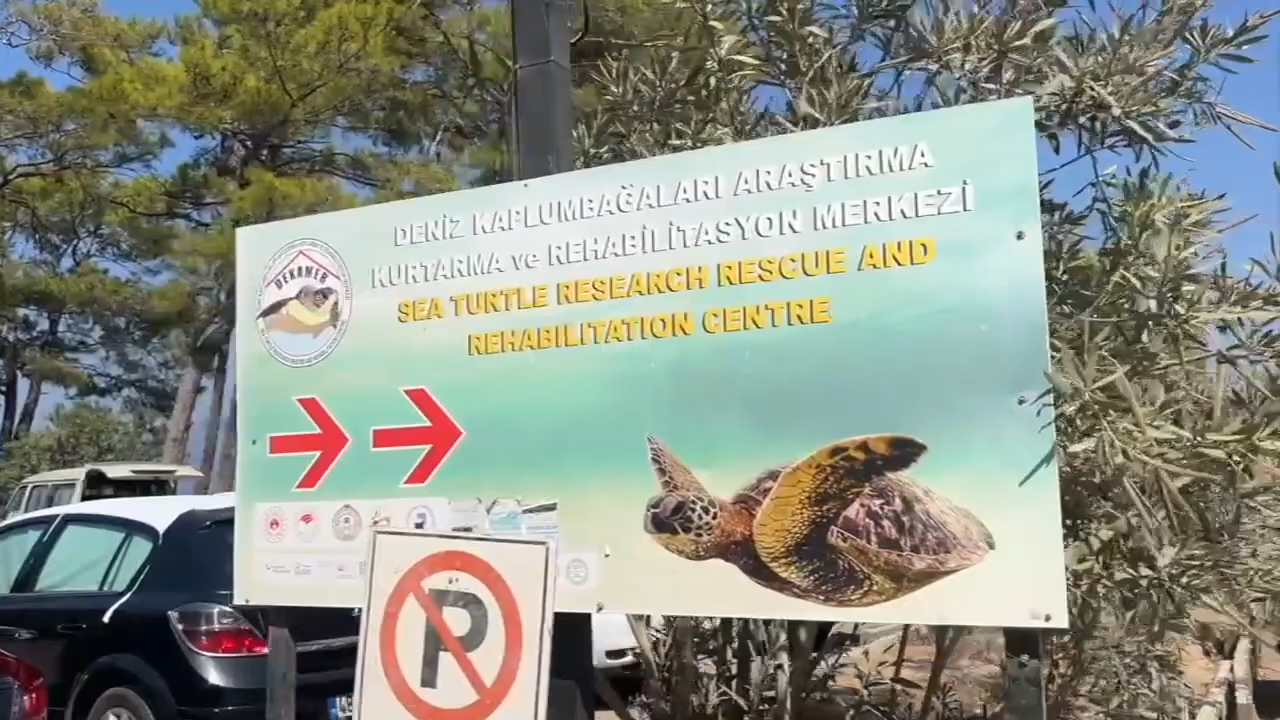 DENİZ KAPLUMBAĞALARI ARAŞTIRMA
KURTARMA ve REHABİLİTASYON MERKEZİ
SEA TURTLE RESEARCH RESCUE AND
REHABILITATION CENTRE
DEKAMER
P